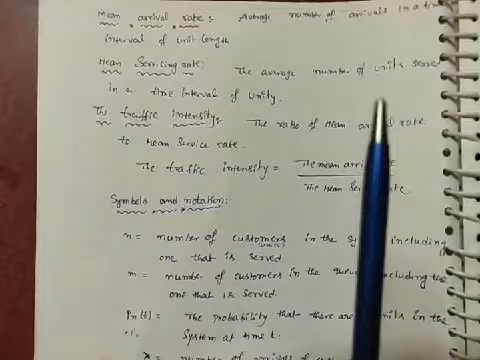 Mean arrival rate: Average number of arrivals in a time
interval of unit length
Mean Servicing rate: The average number of units served
in a time interval of unity.
The traffic intensity: The ratio of mean rate
to mean service rate.
The traffic intensity = The mean
The mean
Symbols and notation:
n = number of customers in the including
(units)
one that is served
m = number of customers in the the
one that is served.
Pn(t) = The probability that there are in the
System at time t.
λ = number of arrivals